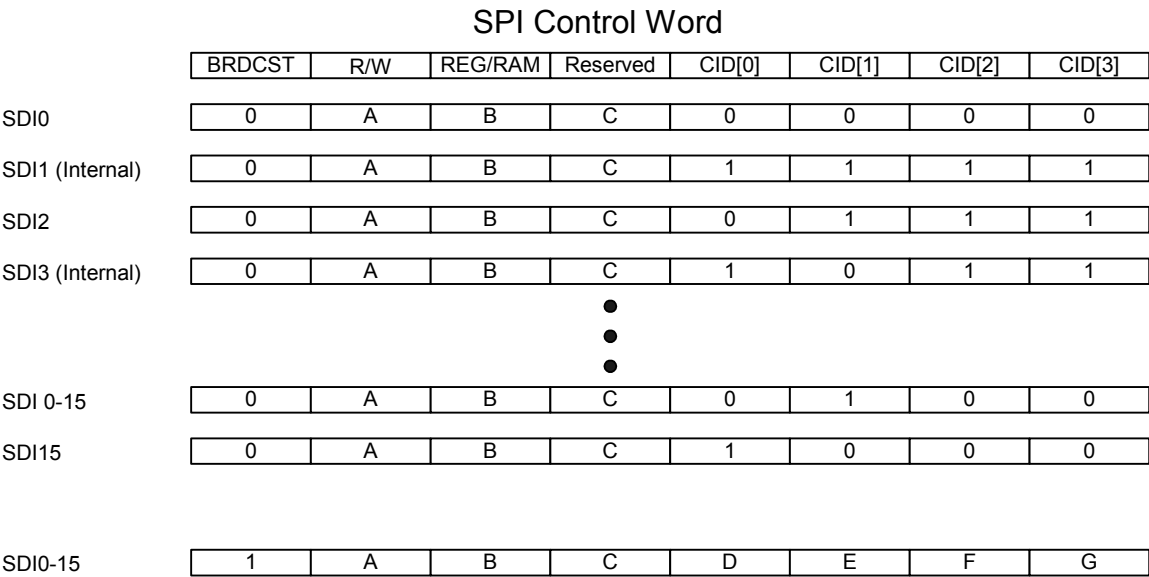 SPI Control Word
BRDCST R/W REG/RAM Reserved CID[0] CID[1] CID[2] CID[3]
SDI0 0 A B C 0 0 0 0
SDI1 (Internal) 0 A B C 1 1 1 1
SDI2 0 A B C 0 1 1 1
SDI3 (Internal) 0 A B C 1 0 1 1
SDI 0-15 0 A B C 0 1 0 0
SDI15 0 A B C 1 0 0 0
SDI0-15 1 A B C D E F G